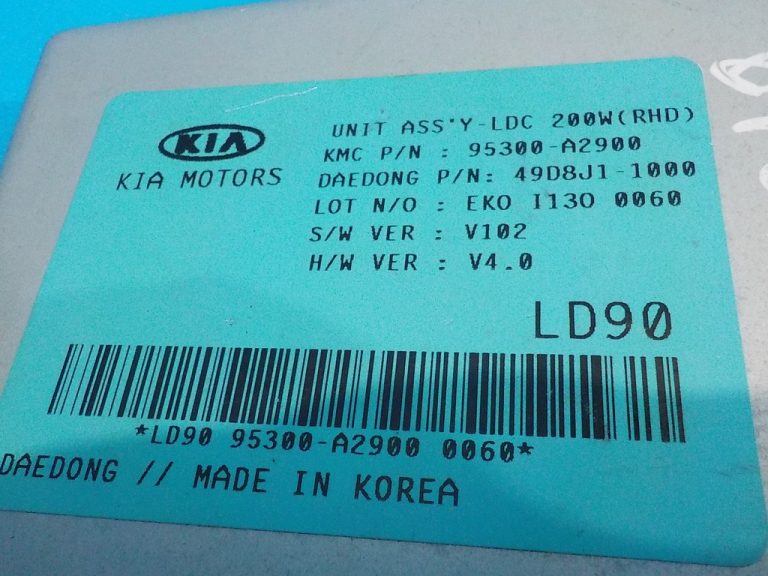 KIA
KIA MOTORS
UNIT ASS'Y-LDC 200W(RHD)
KMC P/N : 95300-A2900
DAEDONG P/N: 49D8J1-1000
LOT N/O : EKO I130 0060
S/W VER : V102
H/W VER : V4.0
LD90
*LD90 95300-A2900 0060*
DAEDONG // MADE IN KOREA